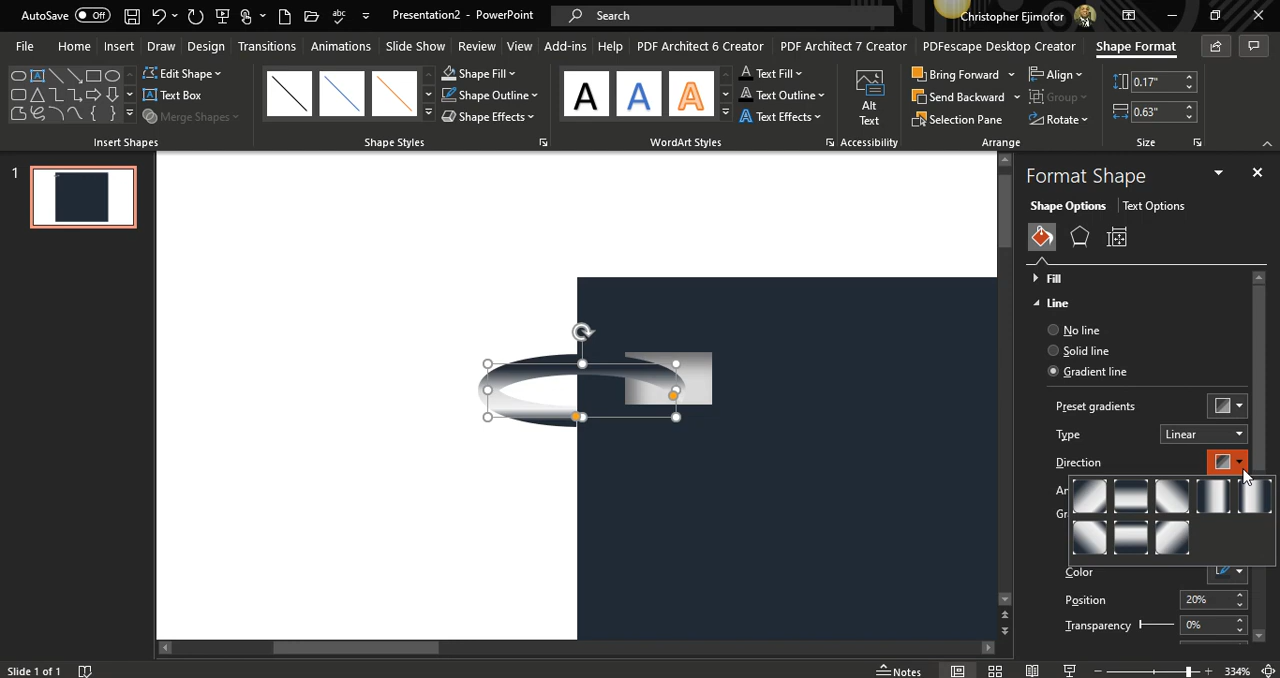 AutoSave Off Presentation2 - PowerPoint Search Christopher Ejimofor
File Home Insert Draw Design Transitions Animations Slide Show Review View Add-ins Help PDF Architect 6 Creator PDF Architect 7 Creator PDFescape Desktop Creator Shape Format
Edit Shape
Text Box
Merge Shapes
Insert Shapes
Shape Fill
Shape Outline
Shape Effects
Shape Styles
A A A
Text Fill
Text Outline
Text Effects
WordArt Styles
Alt
Text
Accessibility
Bring Forward
Send Backward
Selection Pane
Align
Group
Rotate
Arrange
0.17"
0.63"
Size
1
Format Shape
Shape Options Text Options
Fill
Line
No line
Solid line
Gradient line
Preset gradients
Type Linear
Direction
Color
Position 20%
Transparency 0%
Slide 1 of 1 Notes 334%